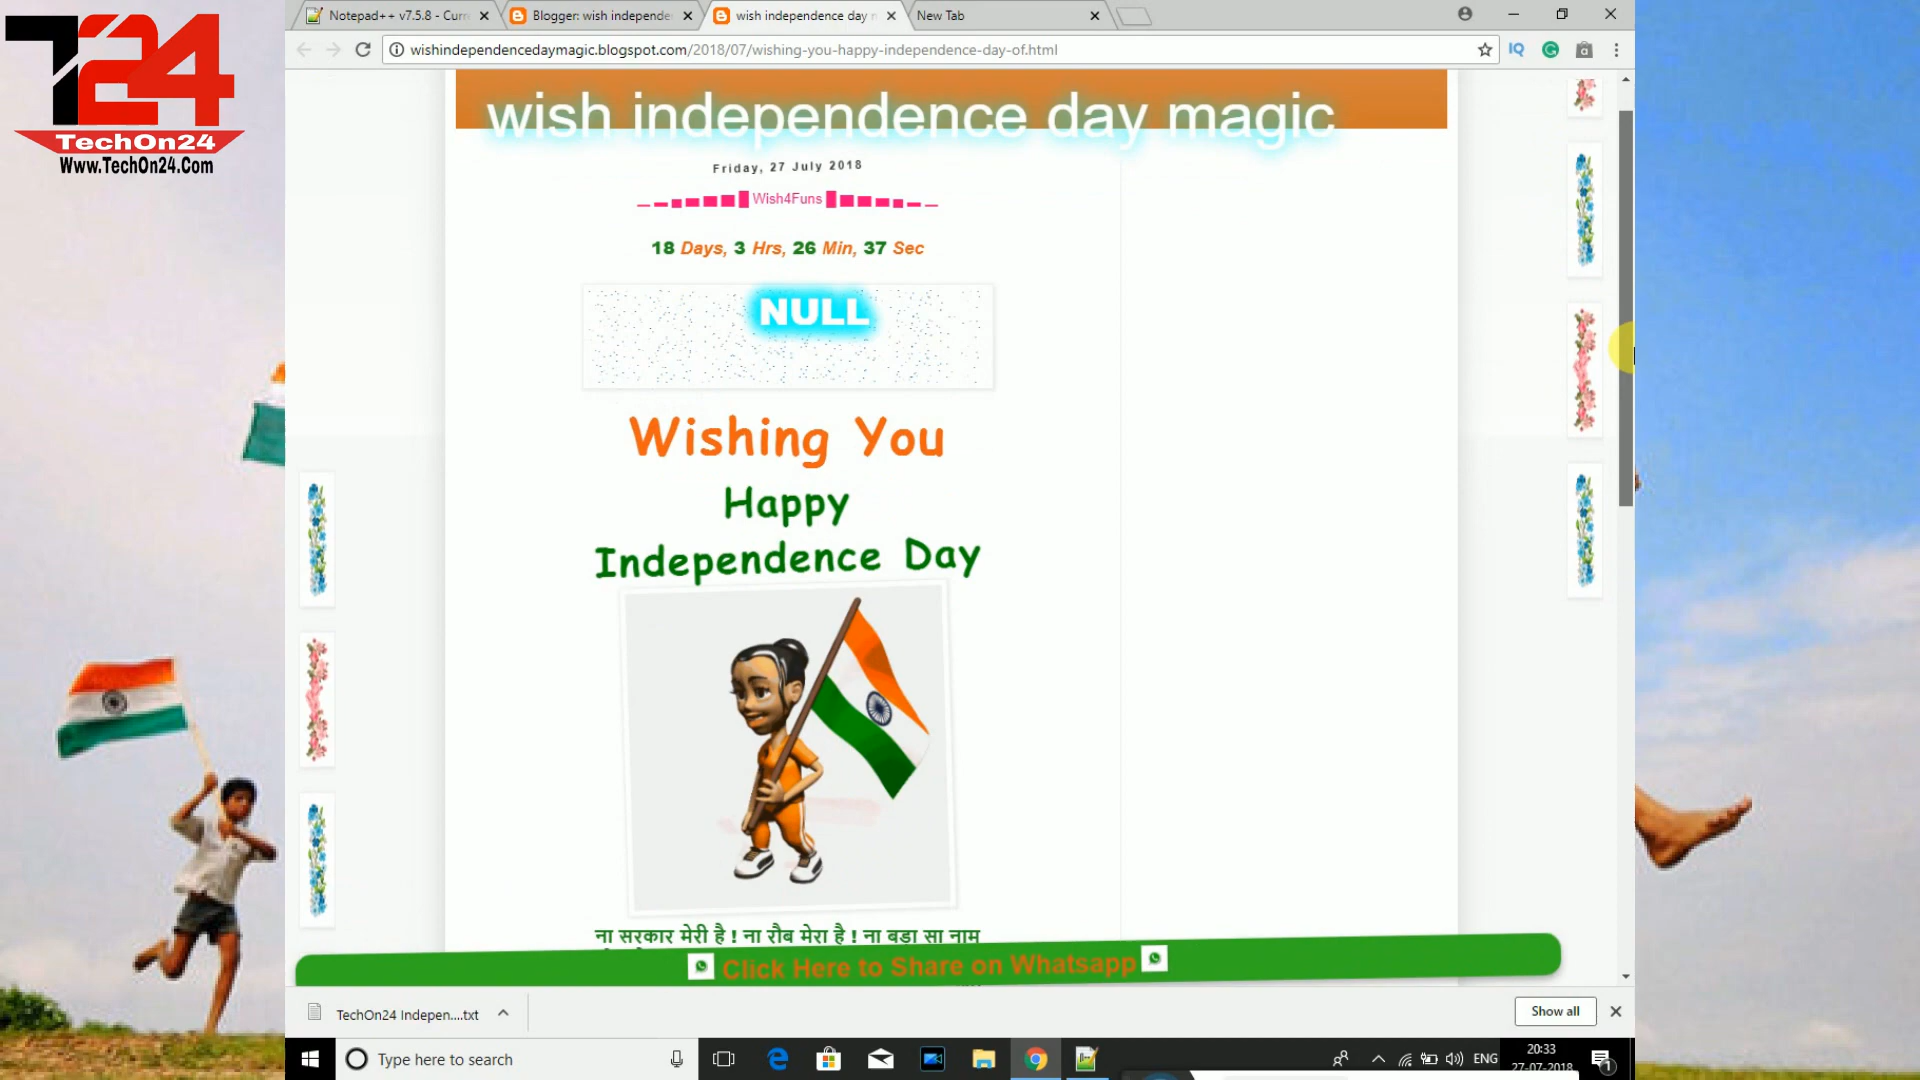 T24
TechOn24
Www.TechOn24.Com
Notepad++ v7.5.8 - Curr
Blogger: wish independe
wish independence day m
New Tab
wishindependencedaymagic.blogspot.com/2018/07/wishing-you-happy-independence-day-of.html
IQ
wish independence day magic
Friday, 27 July 2018
Wish4Funs
18 Days, 3 Hrs, 26 Min, 37 Sec
NULL
Wishing You
Happy
Independence Day
ना सरकार मेरी है ! ना रौब मेरा है ! ना बड़ा सा नाम
Click Here to Share on Whatsapp
TechOn24 Indepen....txt
Show all
Type here to search
ENG
20:33
27-07-2018
1